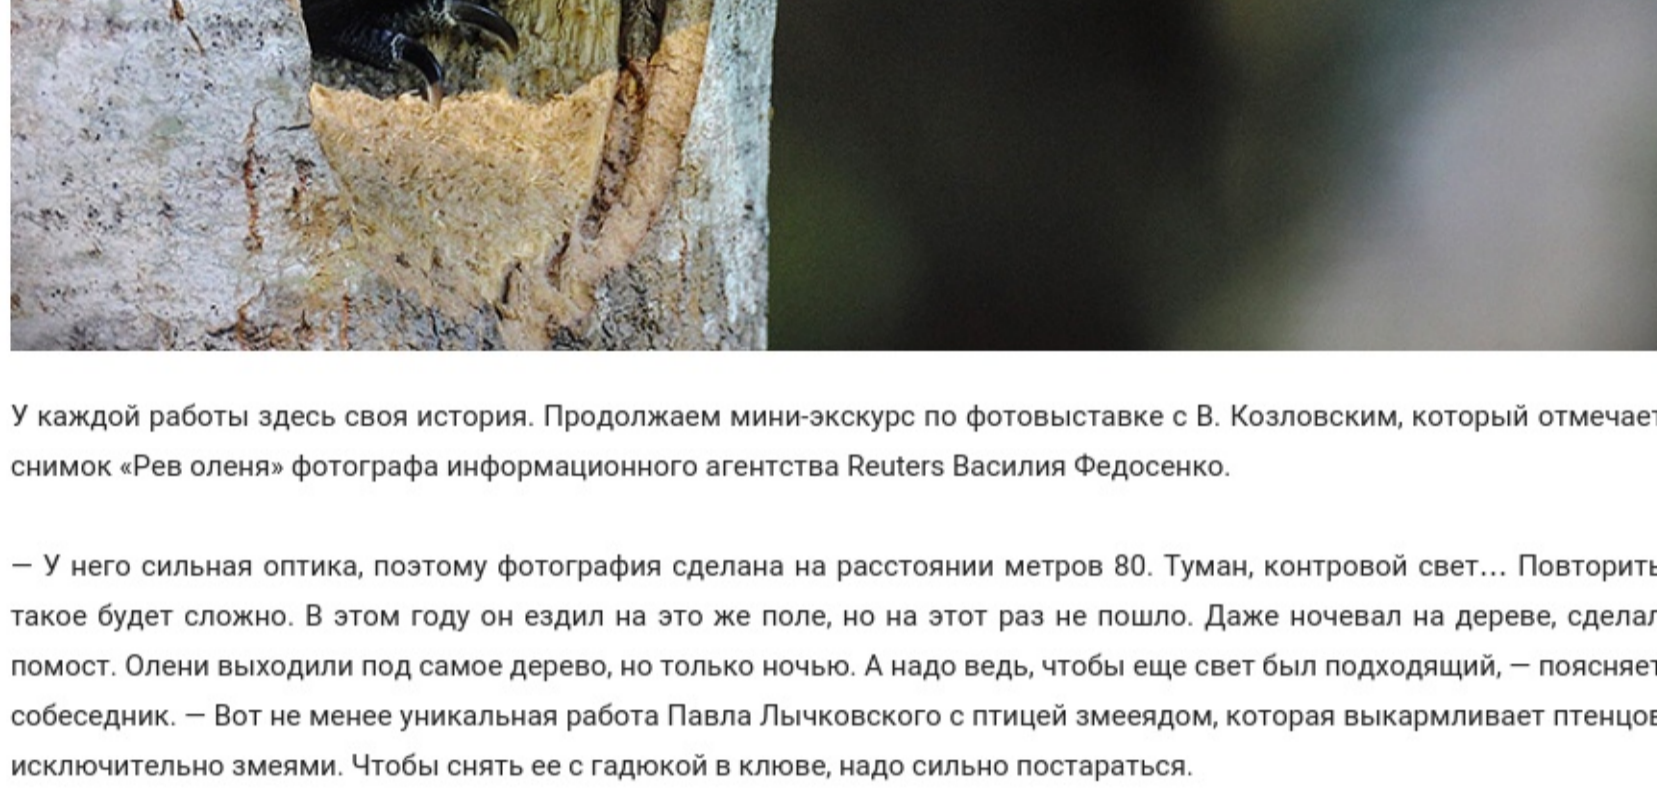 У каждой работы здесь своя история. Продолжаем мини-экскурс по фотовыставке с В. Козловским, который отмечает
снимок «Рев оленя» фотографа информационного агентства Reuters Василия Федосенко.
— У него сильная оптика, поэтому фотография сделана на расстоянии метров 80. Туман, контровой свет… Повторить
такое будет сложно. В этом году он ездил на это же поле, но на этот раз не пошло. Даже ночевал на дереве, сделал
помост. Олени выходили под самое дерево, но только ночью. А надо ведь, чтобы еще свет был подходящий, — поясняет
собеседник. — Вот не менее уникальная работа Павла Лычковского с птицей змееядом, которая выкармливает птенцов
исключительно змеями. Чтобы снять ее с гадюкой в клюве, надо сильно постараться.